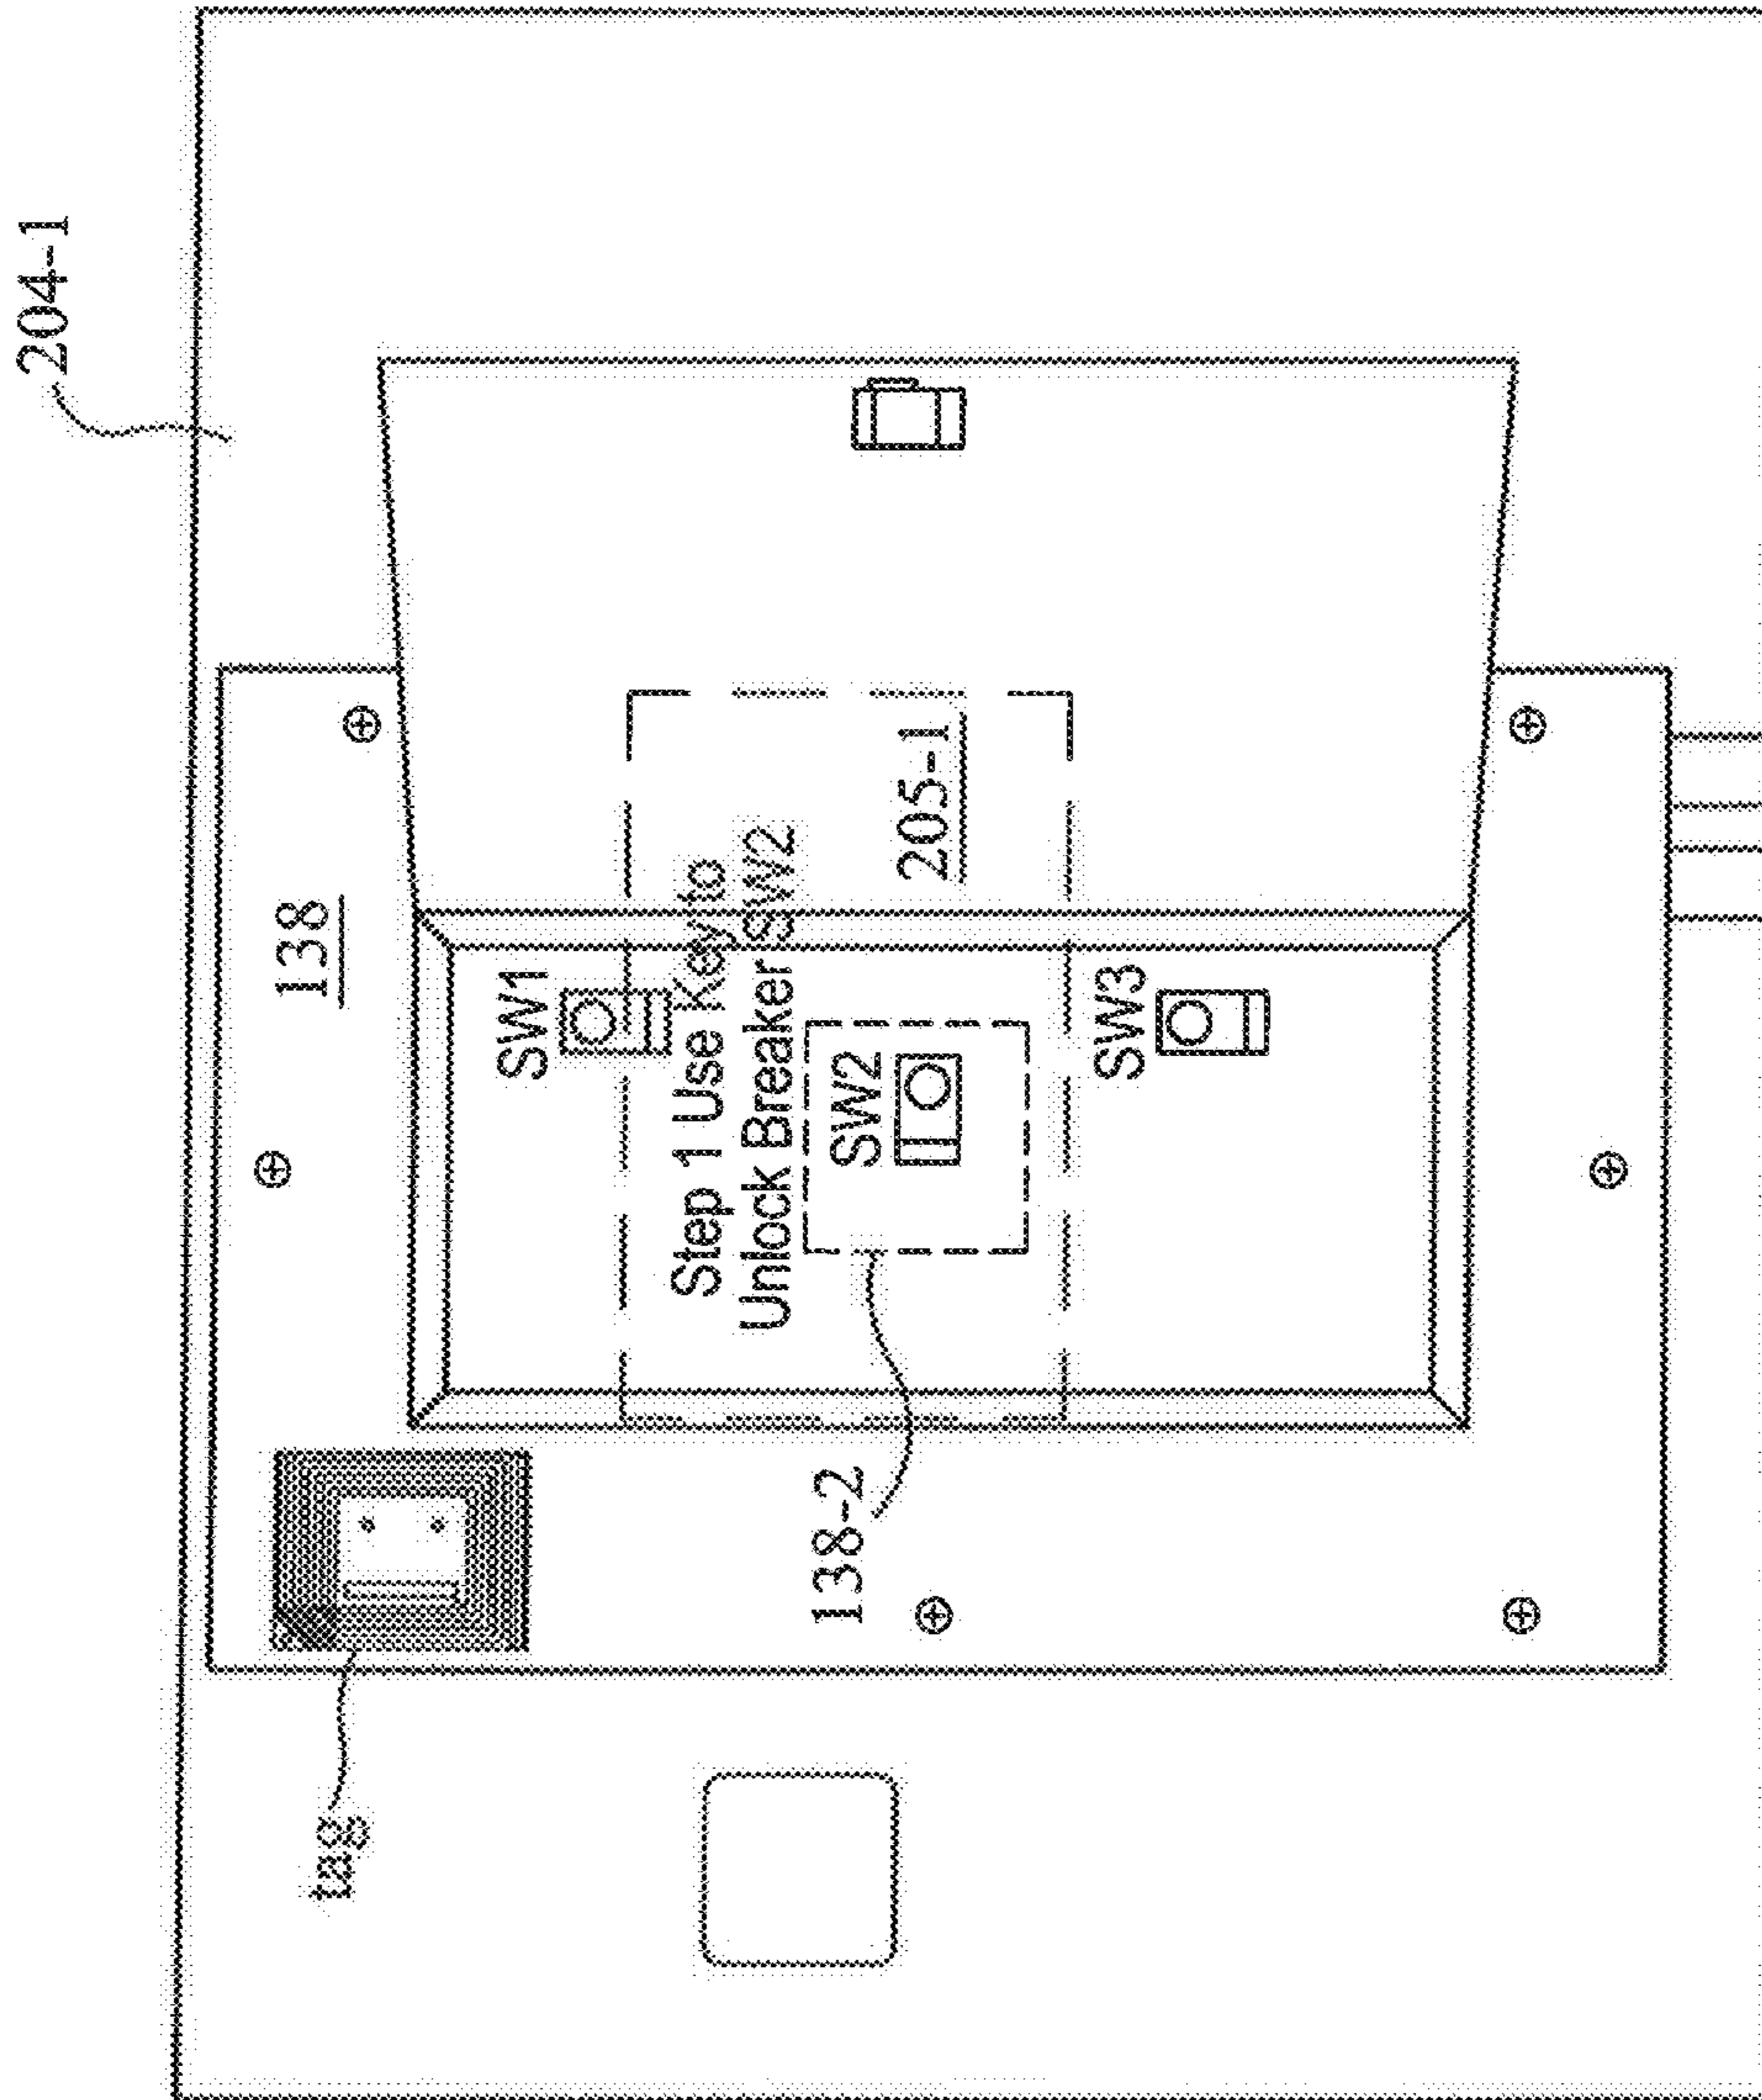 204-1
138
tag
SW1
Step 1 Use Key to
Unlock Breaker SW2
138-2
SW2
205-1
SW3